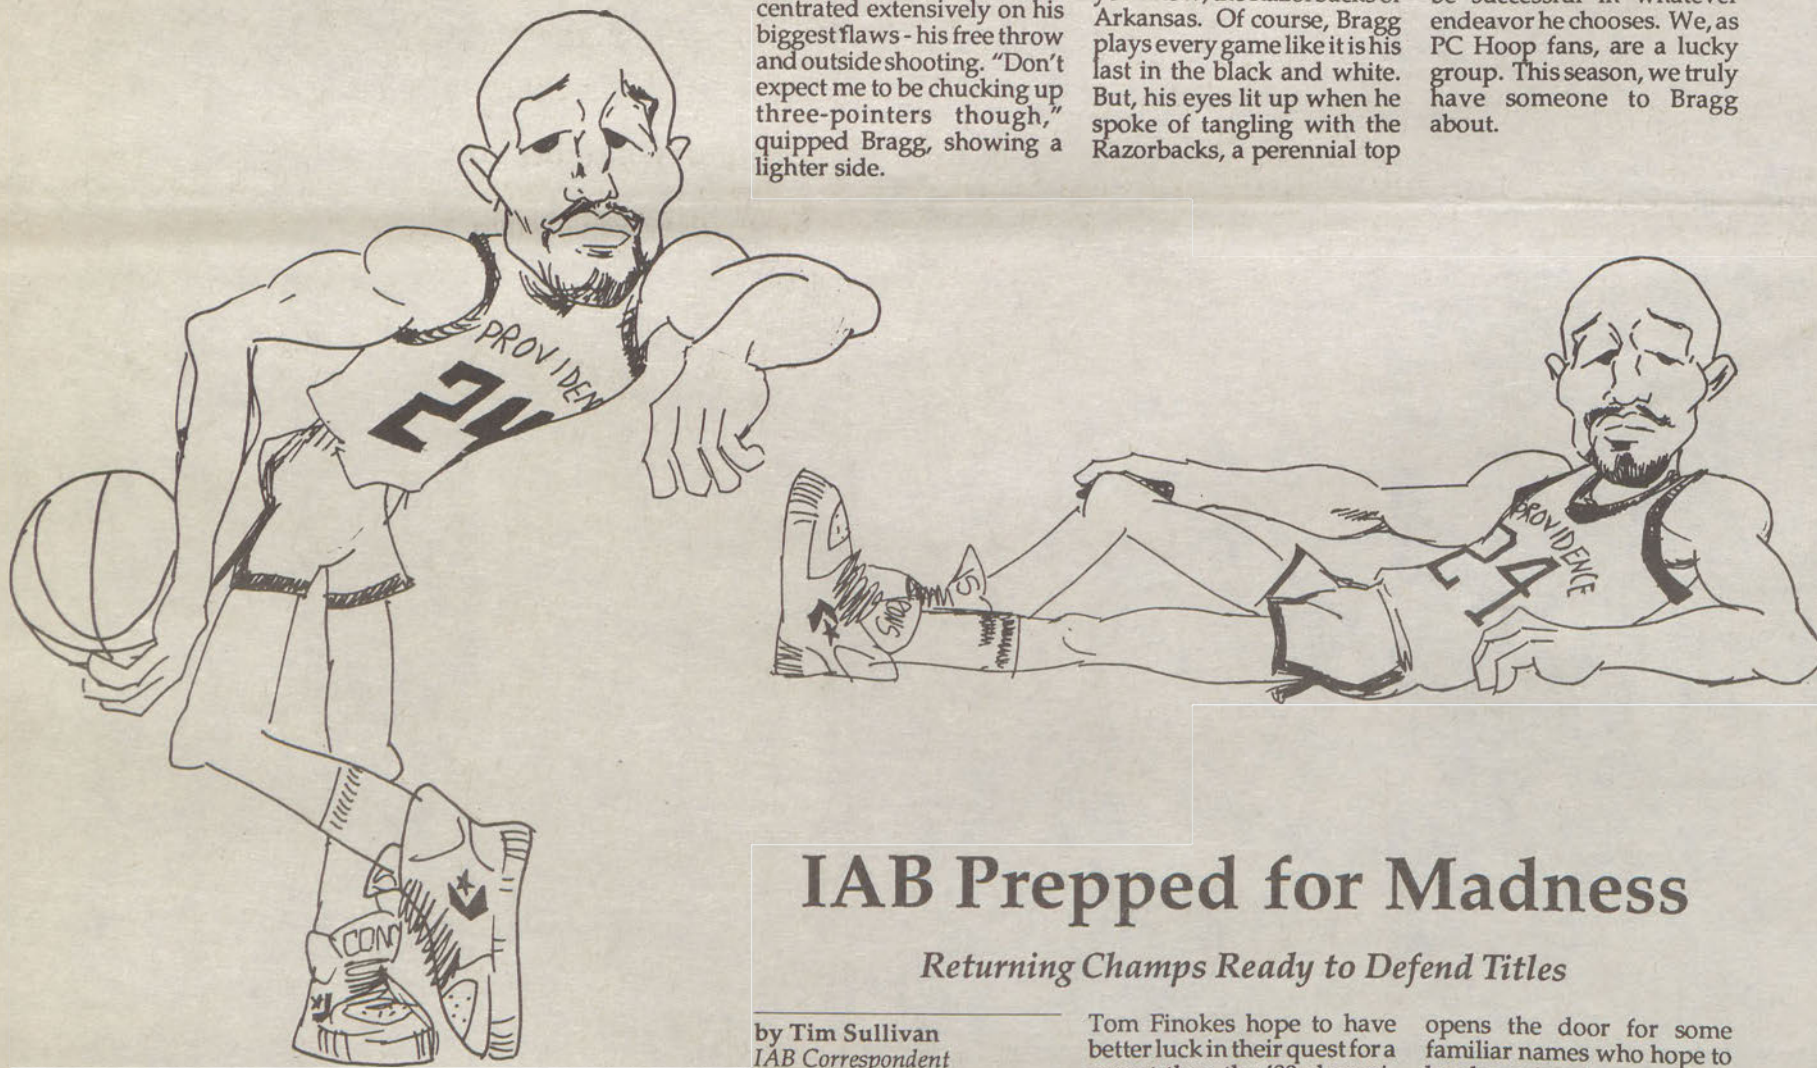 centrated extensively on his
biggest flaws - his free throw
and outside shooting. "Don't
expect me to be chucking up
three-pointers though,"
quipped Bragg, showing a
lighter side.
Arkansas. Of course, Bragg
plays every game like it is his
last in the black and white.
But, his eyes lit up when he
spoke of tangling with the
Razorbacks, a perennial top
be successful in whatever
endeavor he chooses. We, as
PC Hoop fans, are a lucky
group. This season, we truly
have someone to Bragg
about.
PROVIDEN
24
CON
PROVIDENCE
24
IAB Prepped for Madness
Returning Champs Ready to Defend Titles
by Tim Sullivan
IAB Correspondent
Tom Finokes hope to have
better luck in their quest for a
opens the door for some
familiar names who hope to